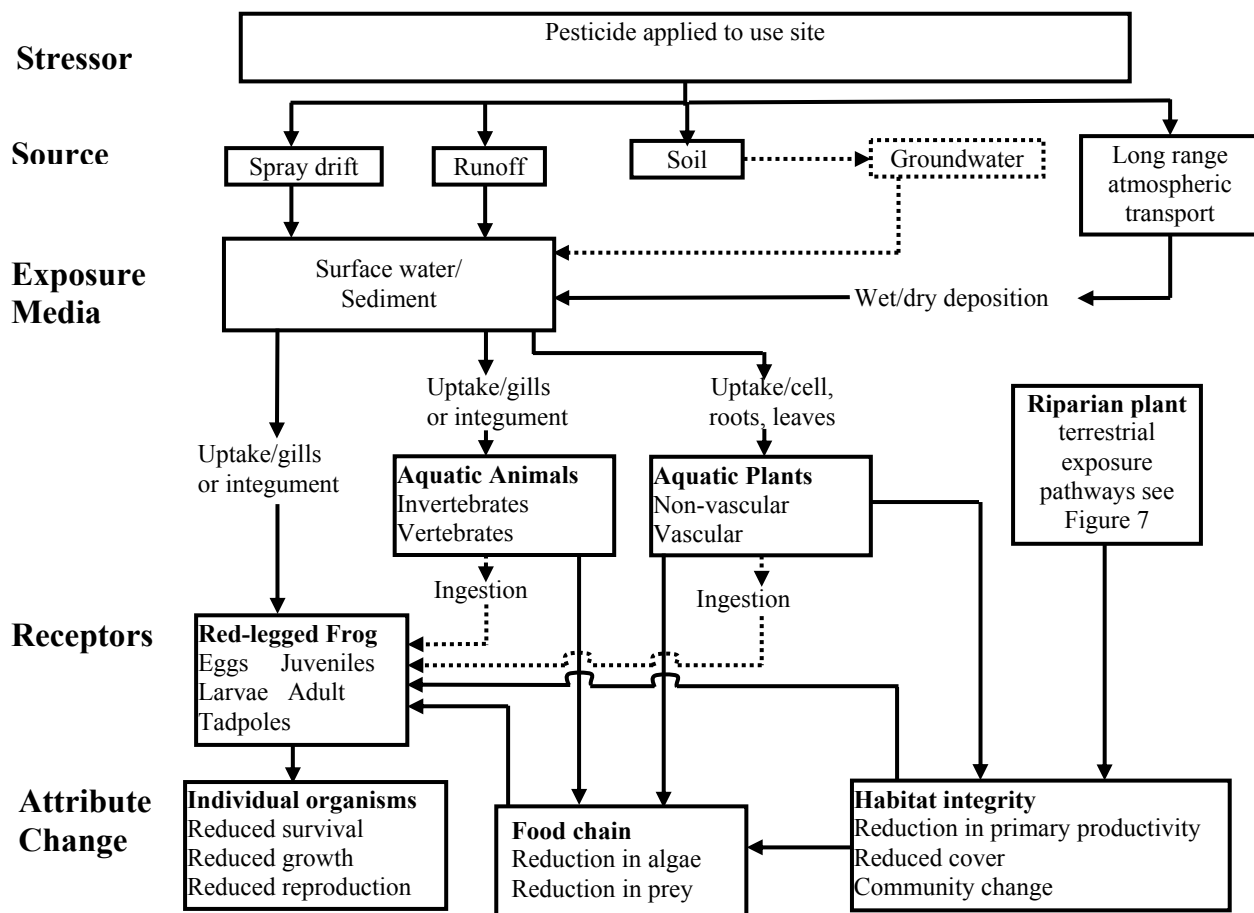 Pesticide applied to use site
Stressor
Source
Spray drift
Runoff
Soil
Groundwater
Long range
atmospheric
transport
Exposure
Media
Surface water/
Sediment
Wet/dry deposition
Uptake/gills
or integument
Uptake/gills
or integument
Uptake/cell,
roots, leaves
Riparian plant
terrestrial
exposure
pathways see
Figure 7
Aquatic Animals
Invertebrates
Vertebrates
Aquatic Plants
Non-vascular
Vascular
Ingestion
Ingestion
Receptors
Red-legged Frog
Eggs Juveniles
Larvae Adult
Tadpoles
Attribute
Change
Individual organisms
Reduced survival
Reduced growth
Reduced reproduction
Food chain
Reduction in algae
Reduction in prey
Habitat integrity
Reduction in primary productivity
Reduced cover
Community change